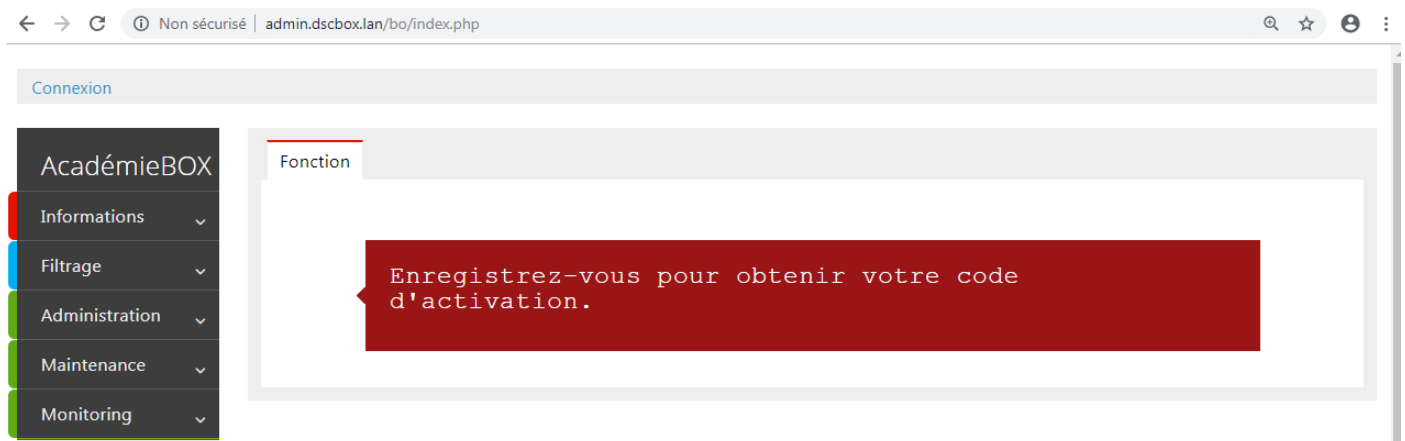 Non sécurisé | admin.dscbox.lan/bo/index.php
Connexion
AcadémieBOX
Informations
Filtrage
Administration
Maintenance
Monitoring
Fonction
Enregistrez-vous pour obtenir votre code
d'activation.